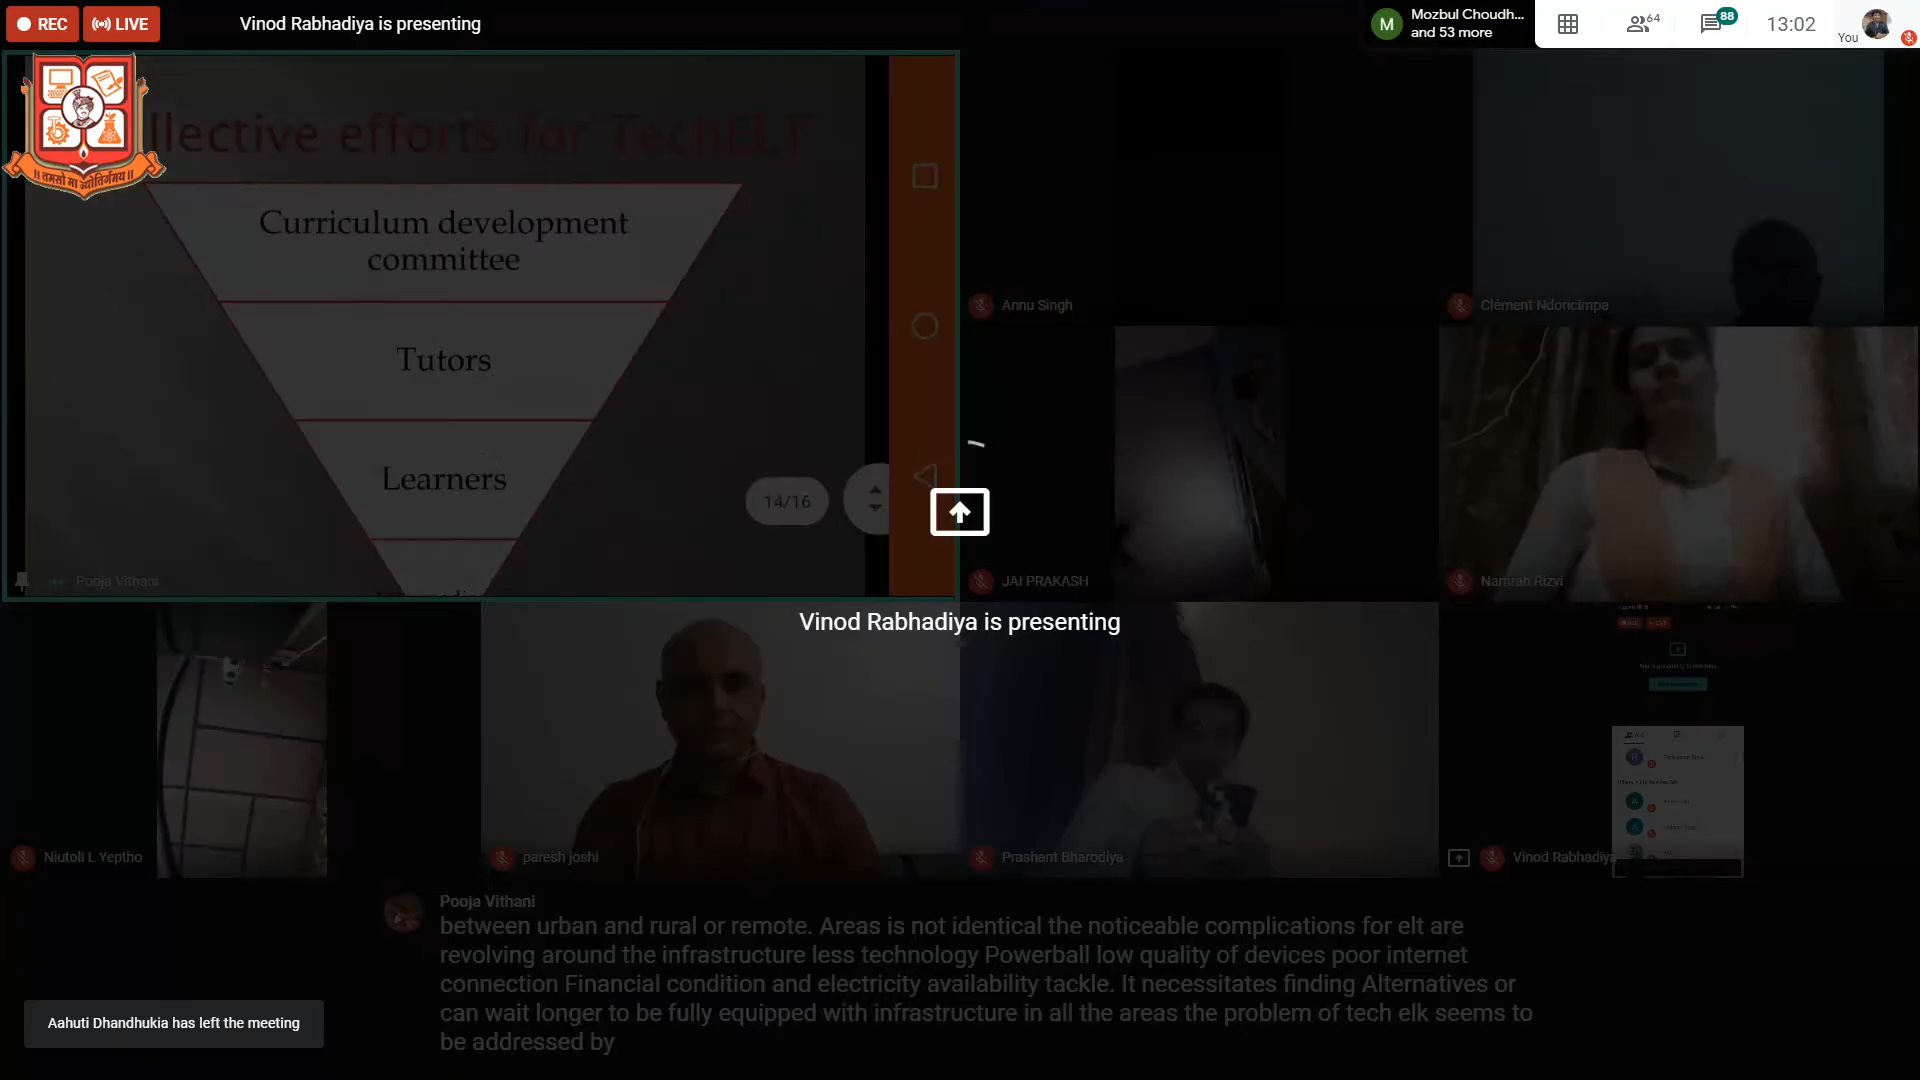 REC
LIVE
Vinod Rabhadiya is presenting
M
Mozbul Choudh...
and 53 more
64
88
13:02
You
llective efforts for TechELT
॥ तमसो मा ज्योतिर्गमय ॥
Curriculum development
committee
Tutors
Learners
14/16
Pooja Vithani
Annu Singh
Clément Ndoricimpa
JAI PRAKASH
Namrah Rizvi
Vinod Rabhadiya is presenting
Niutoli L Yeptho
paresh joshi
Prashant Bharodiya
Vinod Rabhadiya
Pooja Vithani
between urban and rural or remote. Areas is not identical the noticeable complications for elt are
revolving around the infrastructure less technology Powerball low quality of devices poor internet
connection Financial condition and electricity availability tackle. It necessitates finding Alternatives or
can wait longer to be fully equipped with infrastructure in all the areas the problem of tech elk seems to
be addressed by
Aahuti Dhandhukia has left the meeting